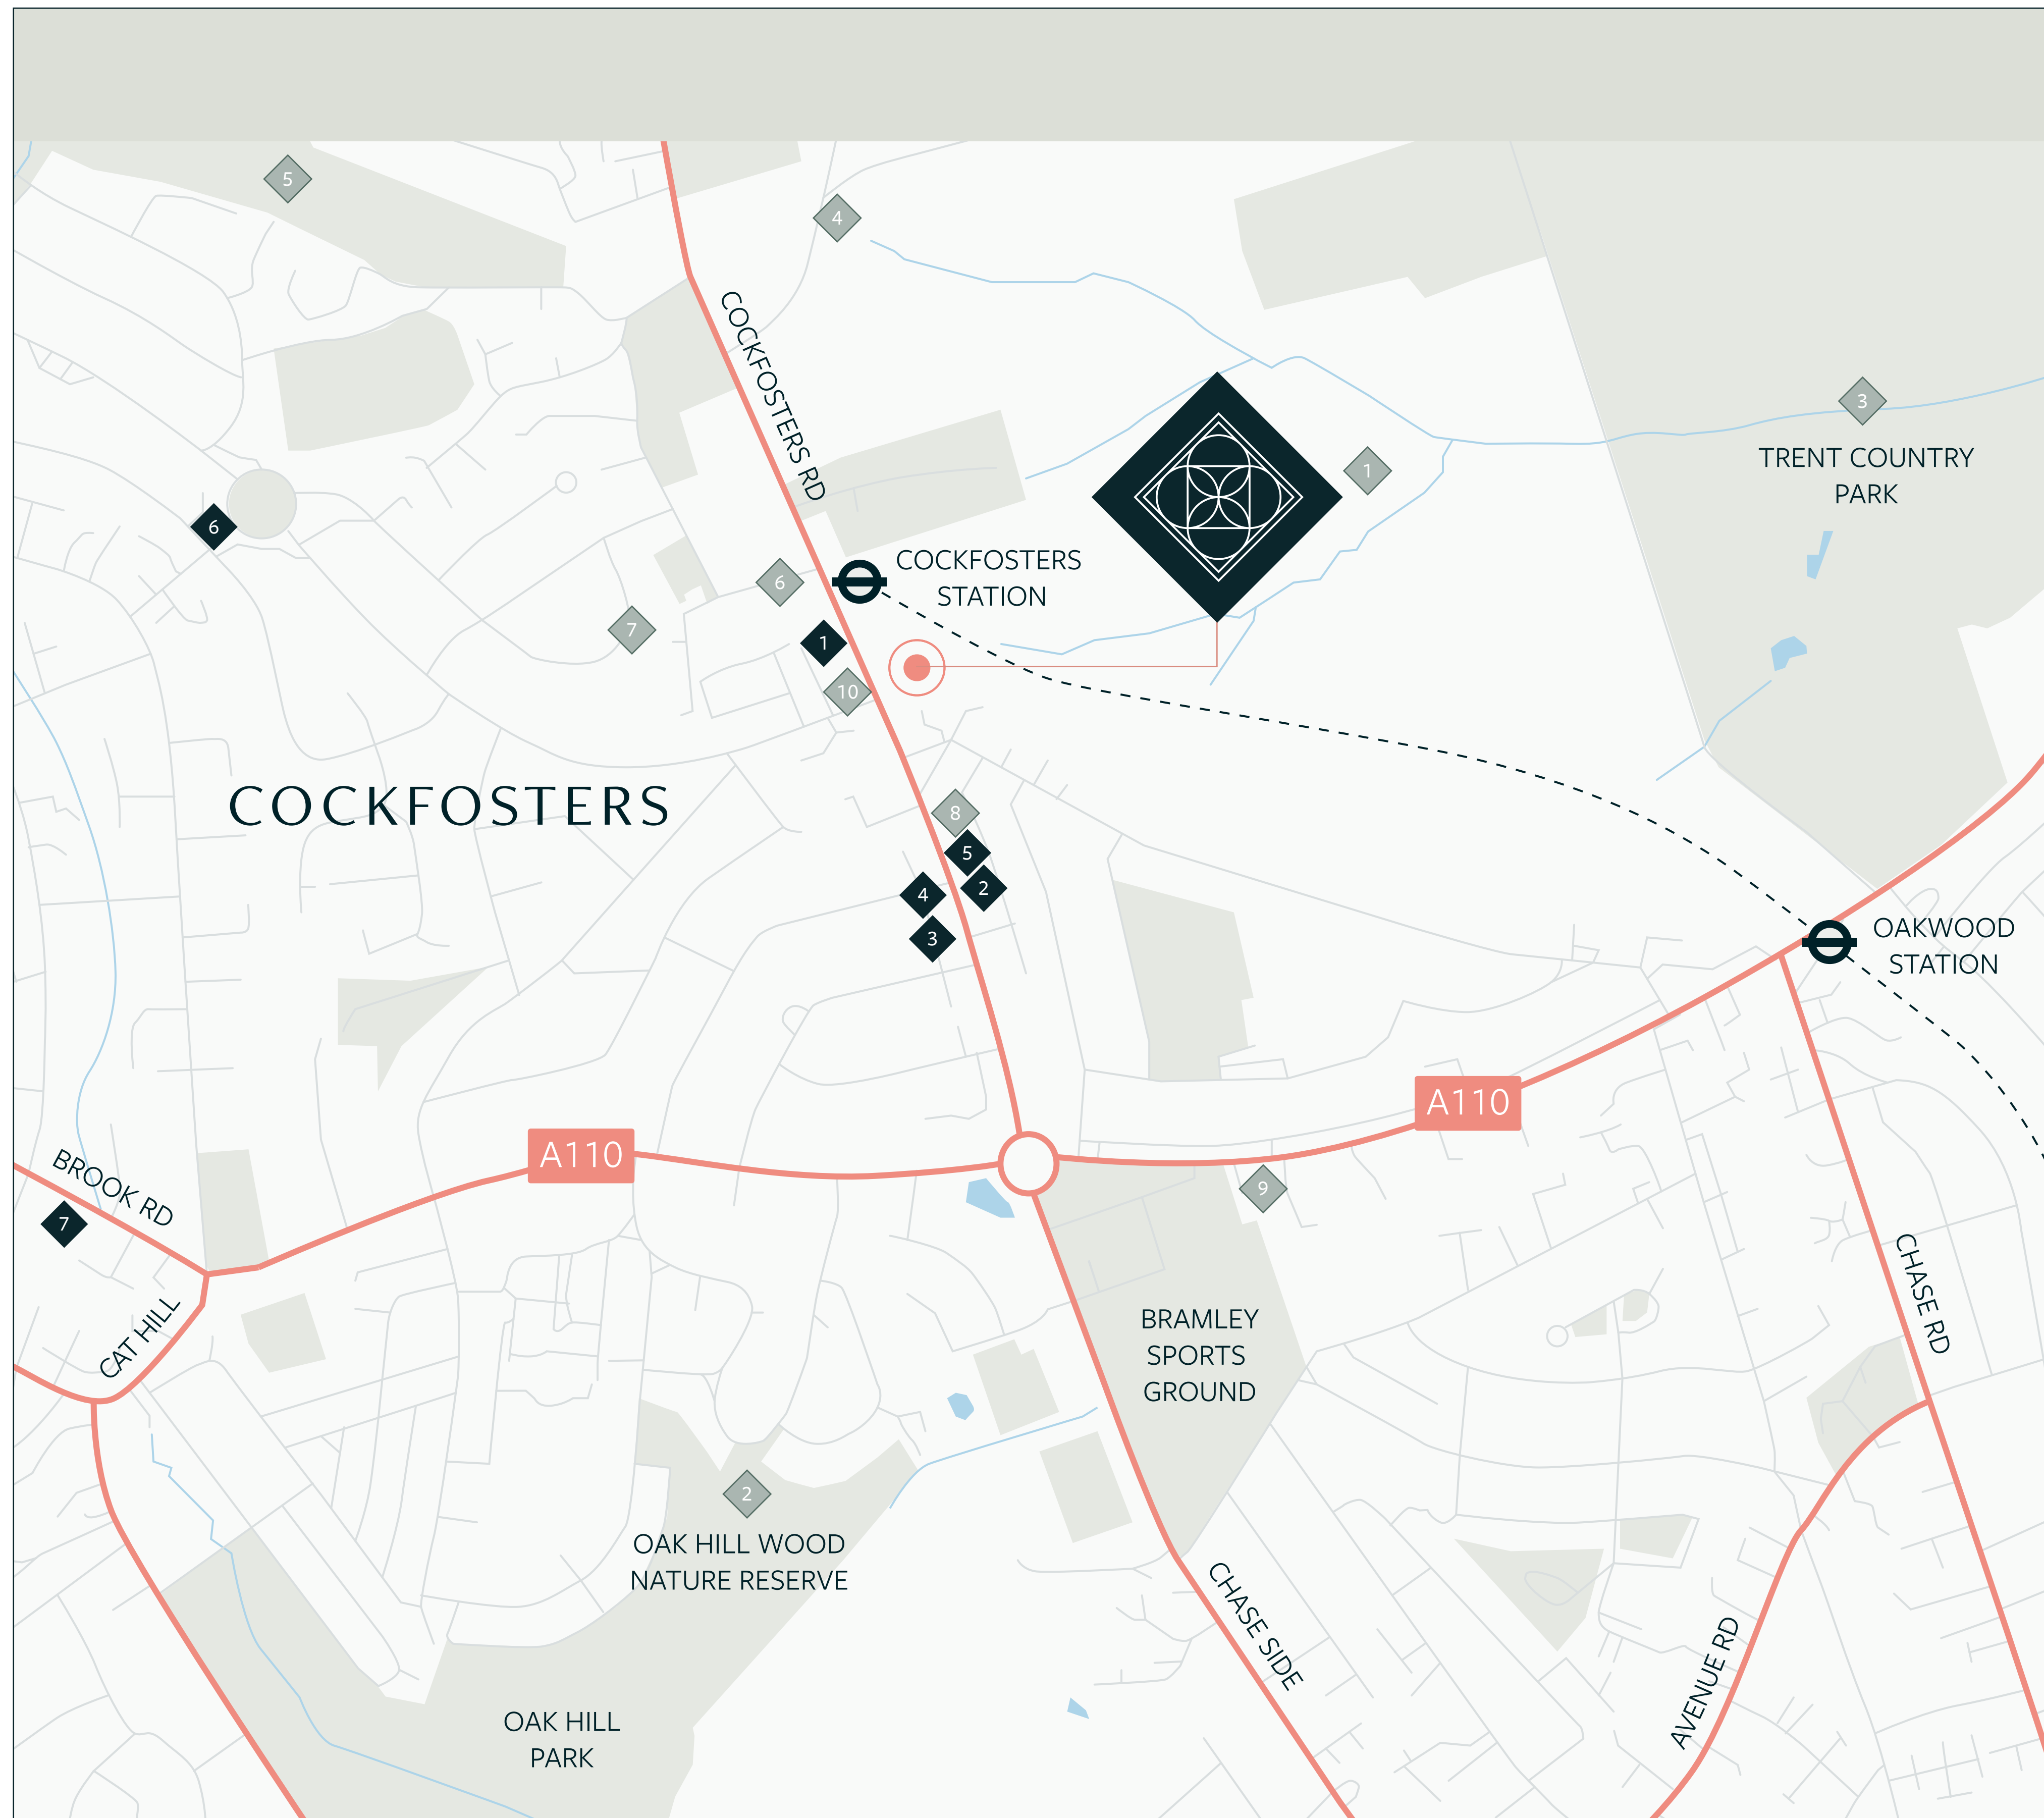 5
4
COCKFOSTERS RD
3
TRENT COUNTRY
PARK
1
6
COCKFOSTERS
STATION
6
7
1
10
COCKFOSTERS
8
5
2
4
3
OAKWOOD
STATION
A110
A110
BROOK RD
7
9
CAT HILL
CHASE RD
BRAMLEY
SPORTS
GROUND
2
OAK HILL WOOD
NATURE RESERVE
CHASE SIDE
AVENUE RD
OAK HILL
PARK